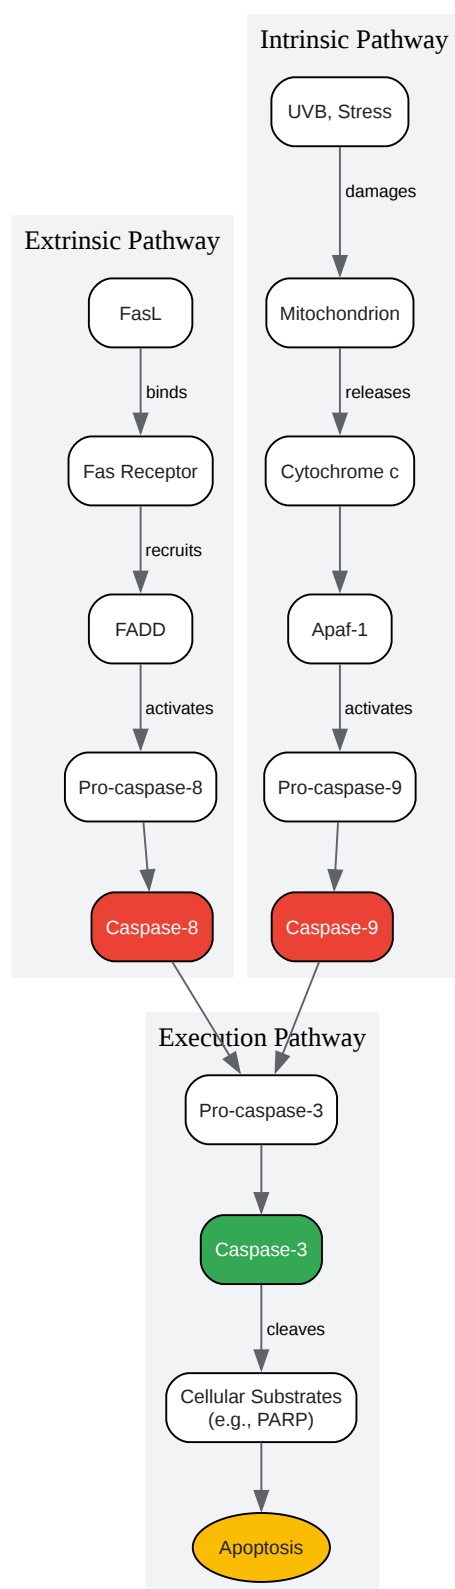 Intrinsic Pathway
UVB, Stress
damages
Mitochondrion
releases
Cytochrome c
Apaf-1
activates
Pro-caspase-9
Caspase-9
Extrinsic Pathway
FasL
binds
Fas Receptor
recruits
FADD
activates
Pro-caspase-8
Caspase-8
Execution Pathway
Pro-caspase-3
Caspase-3
cleaves
Cellular Substrates
(e.g., PARP)
Apoptosis